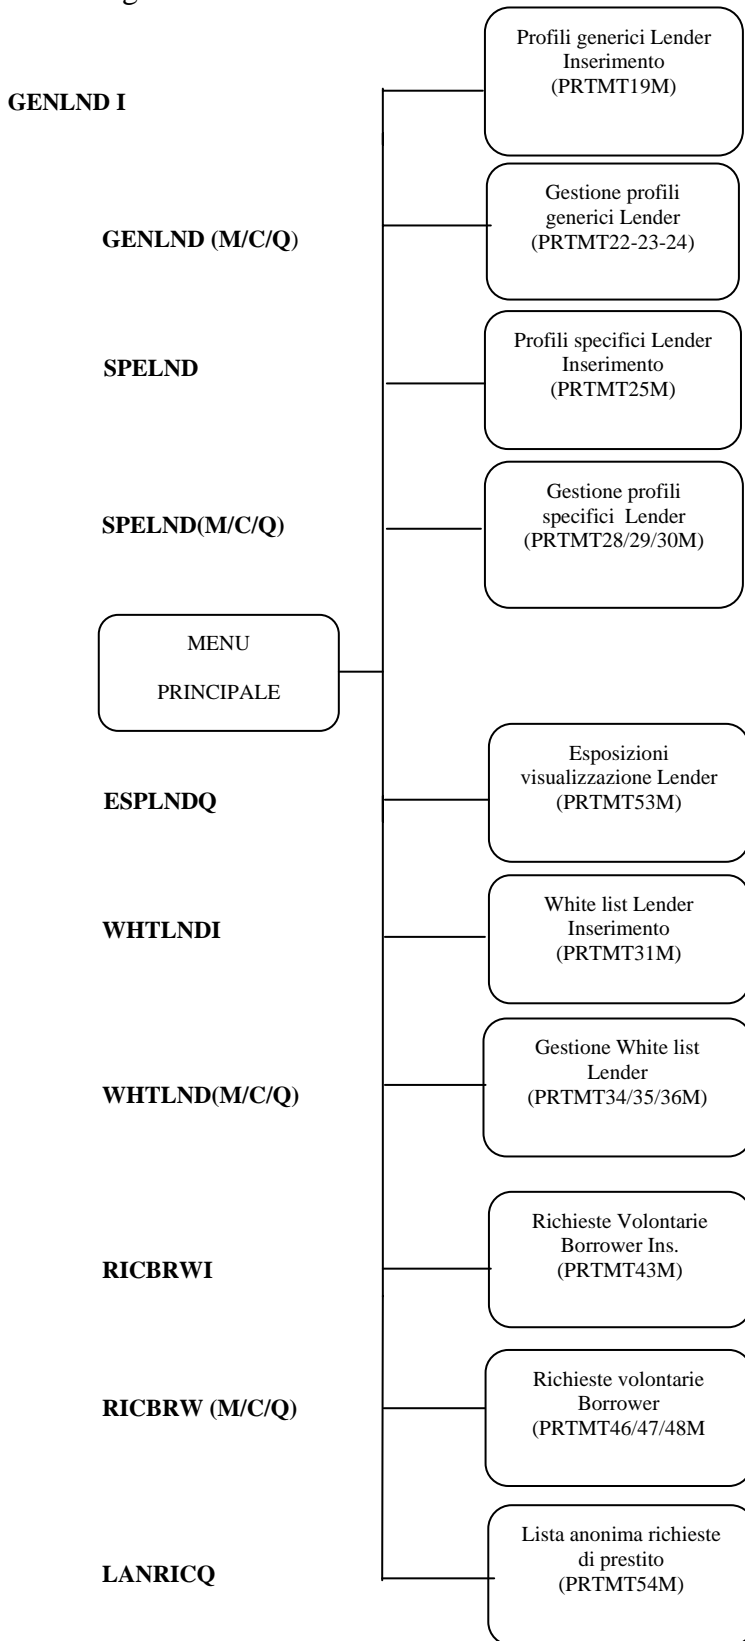 Profili generici Lender
Inserimento
(PRTMT19M)
GENLND I
Gestione profili
generici Lender
(PRTMT22-23-24)
GENLND (M/C/Q)
Profili specifici Lender
Inserimento
(PRTMT25M)
SPELND
Gestione profili
specifici Lender
(PRTMT28/29/30M)
SPELND(M/C/Q)
MENU
PRINCIPALE
Esposizioni
visualizzazione Lender
(PRTMT53M)
ESPLNDQ
White list Lender
Inserimento
(PRTMT31M)
WHTLNDI
Gestione White list
Lender
(PRTMT34/35/36M)
WHTLND(M/C/Q)
Richieste Volontarie
Borrower Ins.
(PRTMT43M)
RICBRWI
Richieste volontarie
Borrower
(PRTMT46/47/48M
RICBRW (M/C/Q)
Lista anonima richieste
di prestito
(PRTMT54M)
LANRICQ